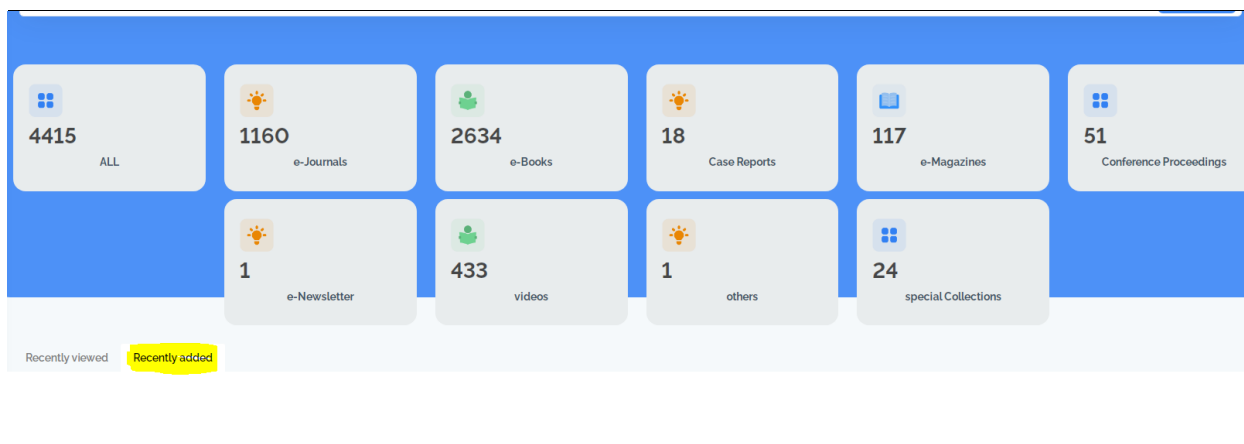 4415
ALL
1160
e-Journals
2634
e-Books
18
Case Reports
117
e-Magazines
51
Conference Proceedings
1
e-Newsletter
433
videos
1
others
24
special Collections
Recently viewed
Recently added